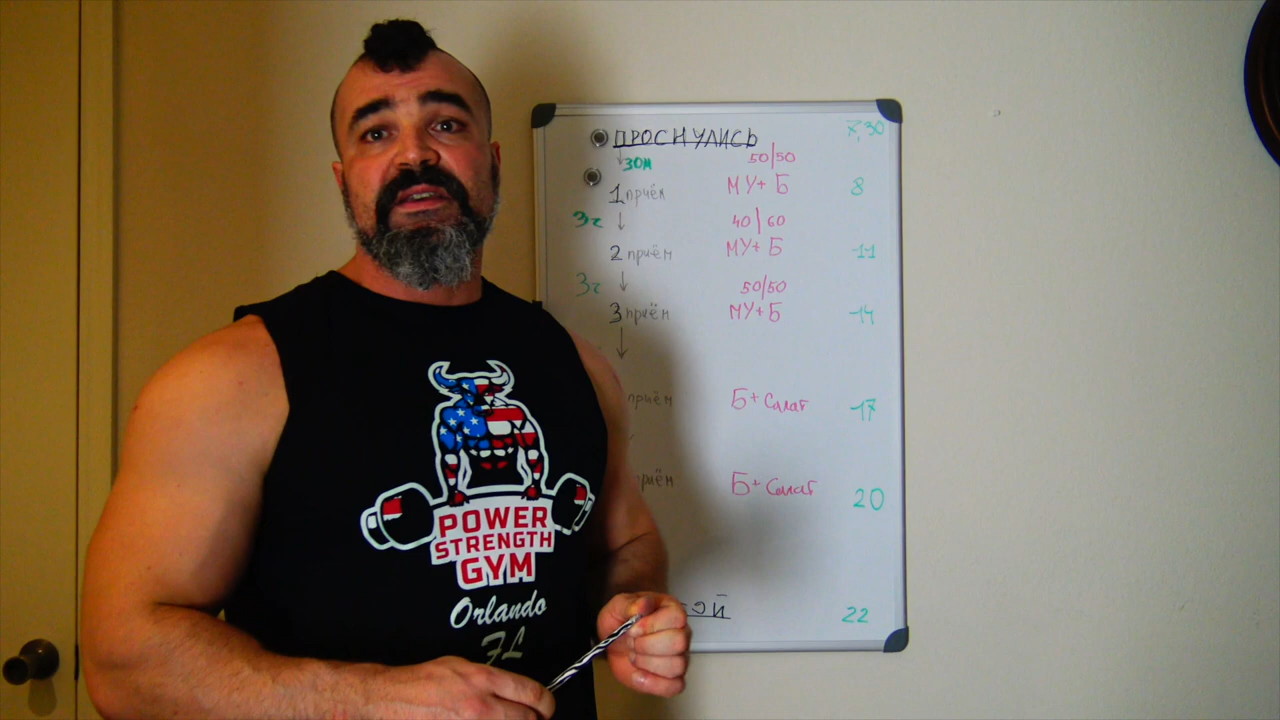 ПРОСНУЛИСЬ 7,30
30м 50/50
1 приём МУ+Б 8
3ч 40/60
2 приём МУ+Б 11
3ч 50/50
3 приём МУ+Б 14
приём Б+Салат 17
приём Б+Салат 20
ОЙ 22
POWER
STRENGTH
GYM
Orlando
FL